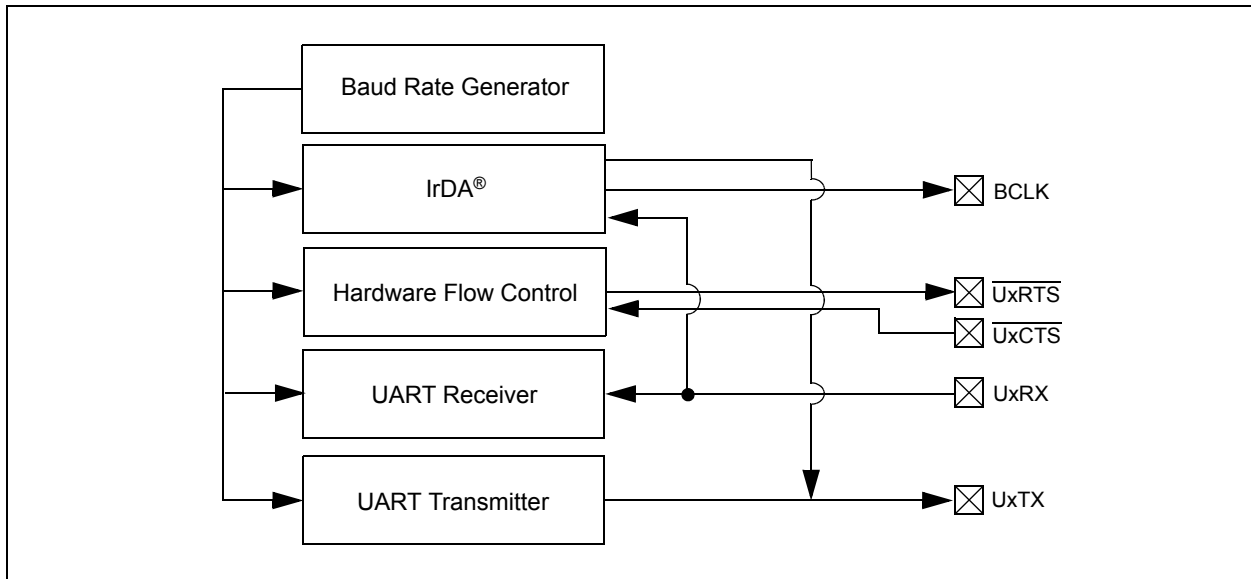 Baud Rate Generator
IrDA®
BCLK
Hardware Flow Control
UxRTS
UxCTS
UART Receiver
UxRX
UART Transmitter
UxTX